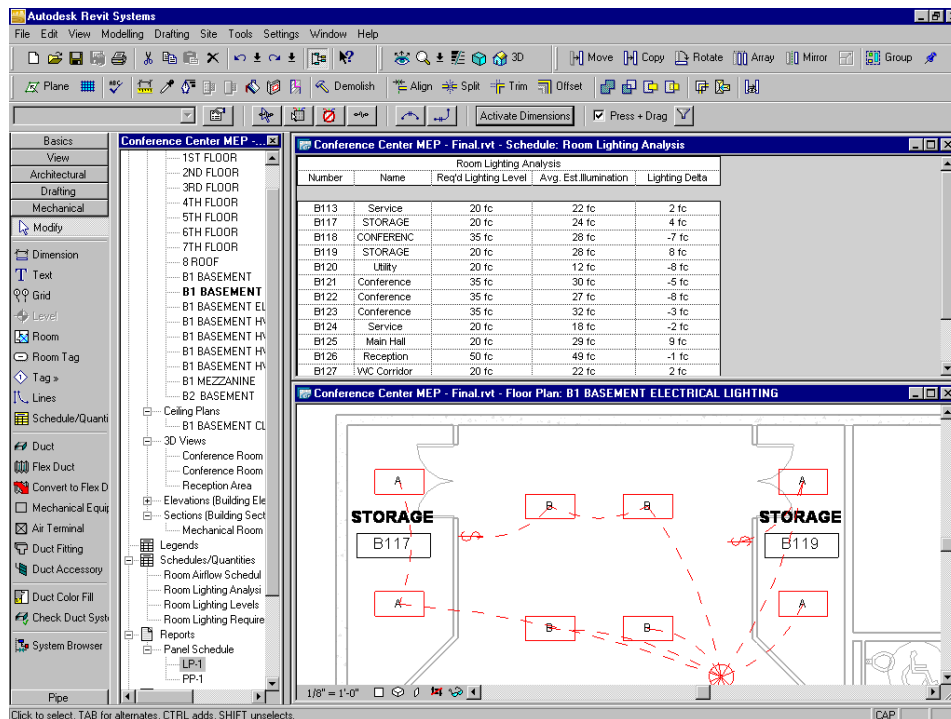 Autodesk Revit Systems
File Edit View Modelling Drafting Site Tools Settings Window Help
3D Move Copy Rotate Array Mirror Group
Plane Demolish Align Split Trim Offset
Activate Dimensions Press + Drag
Basics
View
Architectural
Drafting
Mechanical
Modify
Dimension
Text
Grid
Level
Room
Room Tag
Tag »
Lines
Schedule/Quanti
Duct
Flex Duct
Convert to Flex D
Mechanical Equip
Air Terminal
Duct Fitting
Duct Accessory
Duct Color Fill
Check Duct Syste
System Browser
Pipe
Conference Center MEP -...
1ST FLOOR
2ND FLOOR
3RD FLOOR
4TH FLOOR
5TH FLOOR
6TH FLOOR
7TH FLOOR
8 ROOF
B1 BASEMENT
B1 BASEMENT
B1 BASEMENT EL
B1 BASEMENT HV
B1 BASEMENT HV
B1 BASEMENT HV
B1 MEZZANINE
B2 BASEMENT
Ceiling Plans
B1 BASEMENT CL
3D Views
Conference Room
Conference Room
Reception Area
Elevations (Building Ele
Sections (Building Sect
Mechanical Room
Legends
Schedules/Quantities
Room Airflow Schedul
Room Lighting Analysi
Room Lighting Levels
Room Lighting Require
Reports
Panel Schedule
LP-1
PP-1
Conference Center MEP - Final.rvt - Schedule: Room Lighting Analysis
Room Lighting Analysis
Number Name Req'd Lighting Level Avg. Est.Illumination Lighting Delta
B113 Service 20 fc 22 fc 2 fc
B117 STORAGE 20 fc 24 fc 4 fc
B118 CONFERENC 35 fc 28 fc -7 fc
B119 STORAGE 20 fc 28 fc 8 fc
B120 Utility 20 fc 12 fc -8 fc
B121 Conference 35 fc 30 fc -5 fc
B122 Conference 35 fc 27 fc -8 fc
B123 Conference 35 fc 32 fc -3 fc
B124 Service 20 fc 18 fc -2 fc
B125 Main Hall 20 fc 29 fc 9 fc
B126 Reception 50 fc 49 fc -1 fc
B127 WC Corridor 20 fc 22 fc 2 fc
Conference Center MEP - Final.rvt - Floor Plan: B1 BASEMENT ELECTRICAL LIGHTING
A A
B B
STORAGE STORAGE
B117 $ $ B119
A A
B B
1/8" = 1'-0"
Click to select, TAB for alternates, CTRL adds, SHIFT unselects. CAP